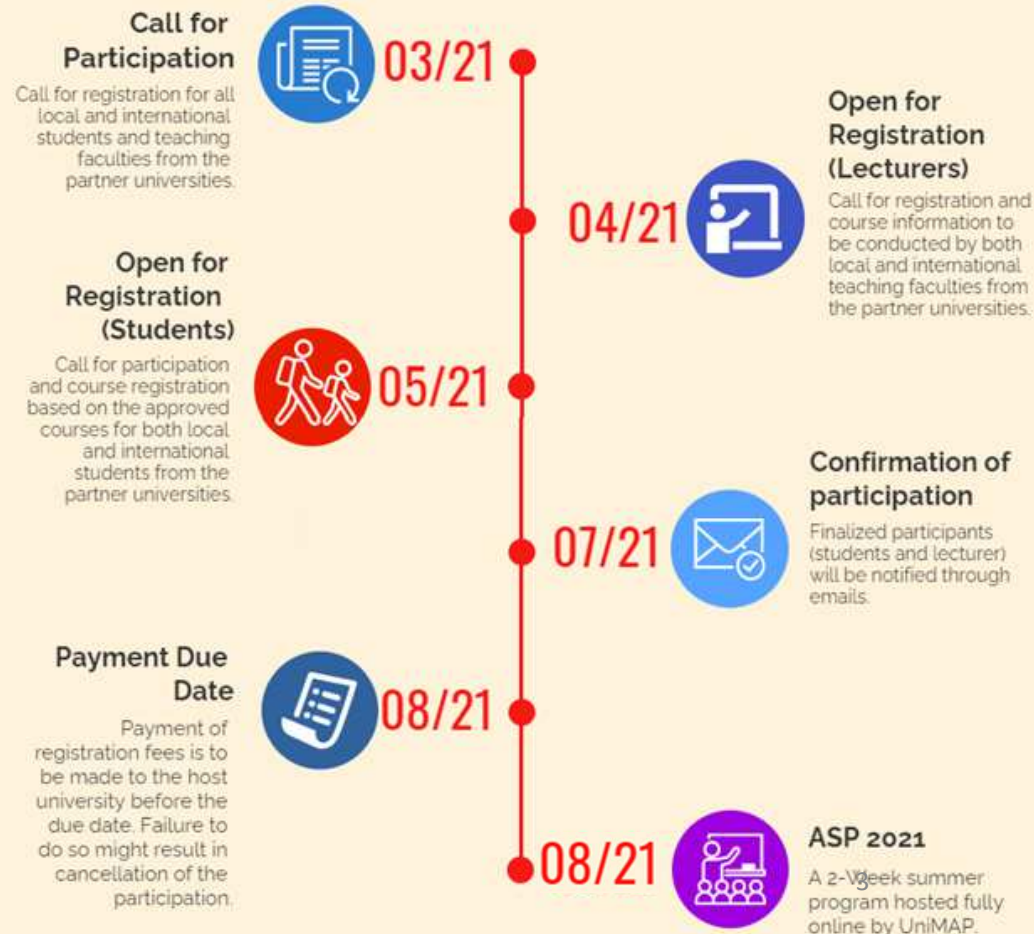 Call for
Participation
Call for registration for all
local and international
students and teaching
faculties from the
partner universities.
03/21
04/21
Open for
Registration
(Lecturers)
Call for registration and
course information to
be conducted by both
local and international
teaching faculties from
the partner universities.
Open for
Registration
(Students)
Call for participation
and course registration
based on the approved
courses for both local
and international
students from the
partner universities.
05/21
07/21
Confirmation of
participation
Finalized participants
(students and lecturer)
will be notified through
emails.
Payment Due
Date
Payment of
registration fees is to
be made to the host
university before the
due date. Failure to
do so might result in
cancellation of the
participation.
08/21
08/21
ASP 2021
A 2-Week summer
program hosted fully
online by UniMAP.
3